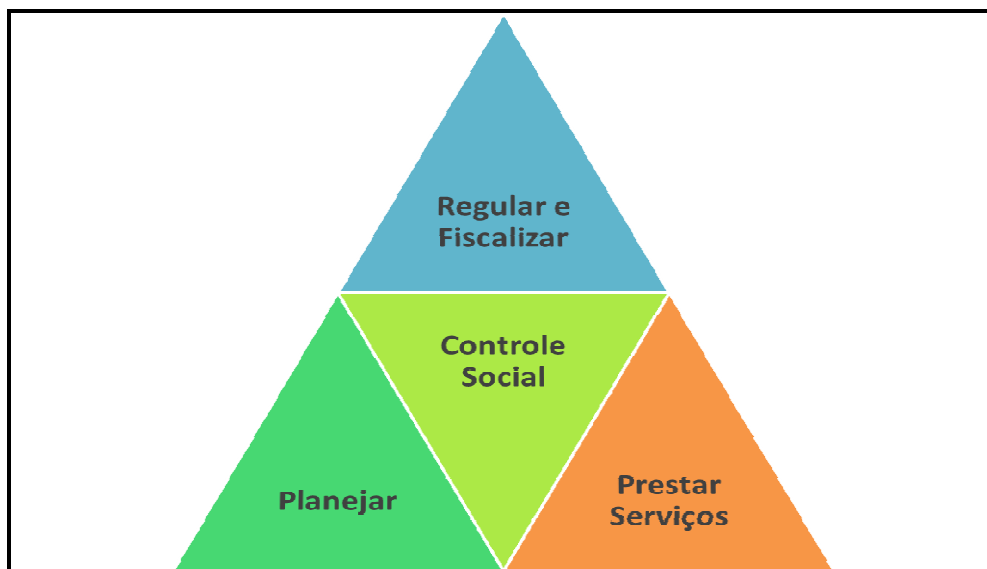 Regular e
Fiscalizar
Controle
Social
Planejar
Prestar
Serviços